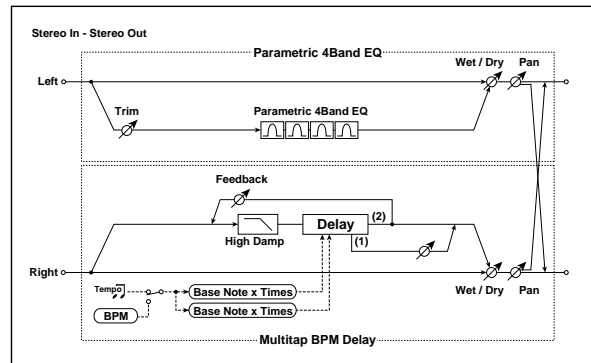 Stereo In - Stereo Out
Parametric 4Band EQ
Wet / Dry
Pan
Left
Trim
Parametric 4Band EQ
Feedback
Delay
(2)
(1)
High Damp
Right
Wet / Dry
Pan
Tempo
Base Note x Times
BPM
Base Note x Times
Multitap BPM Delay